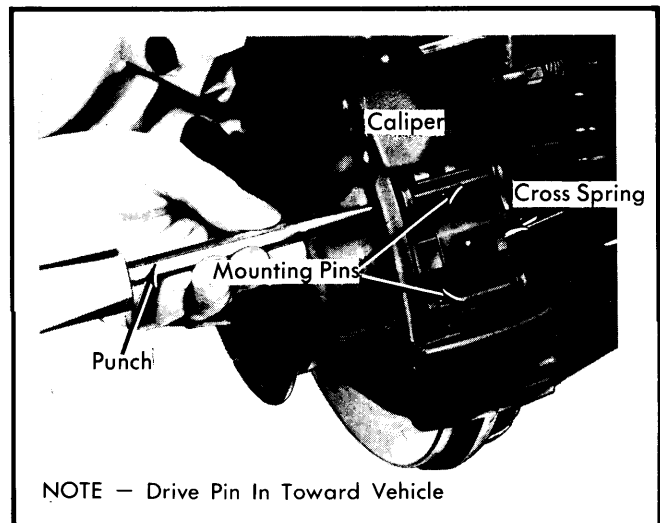 Caliper
Cross Spring
Mounting Pins
Punch
NOTE — Drive Pin In Toward Vehicle